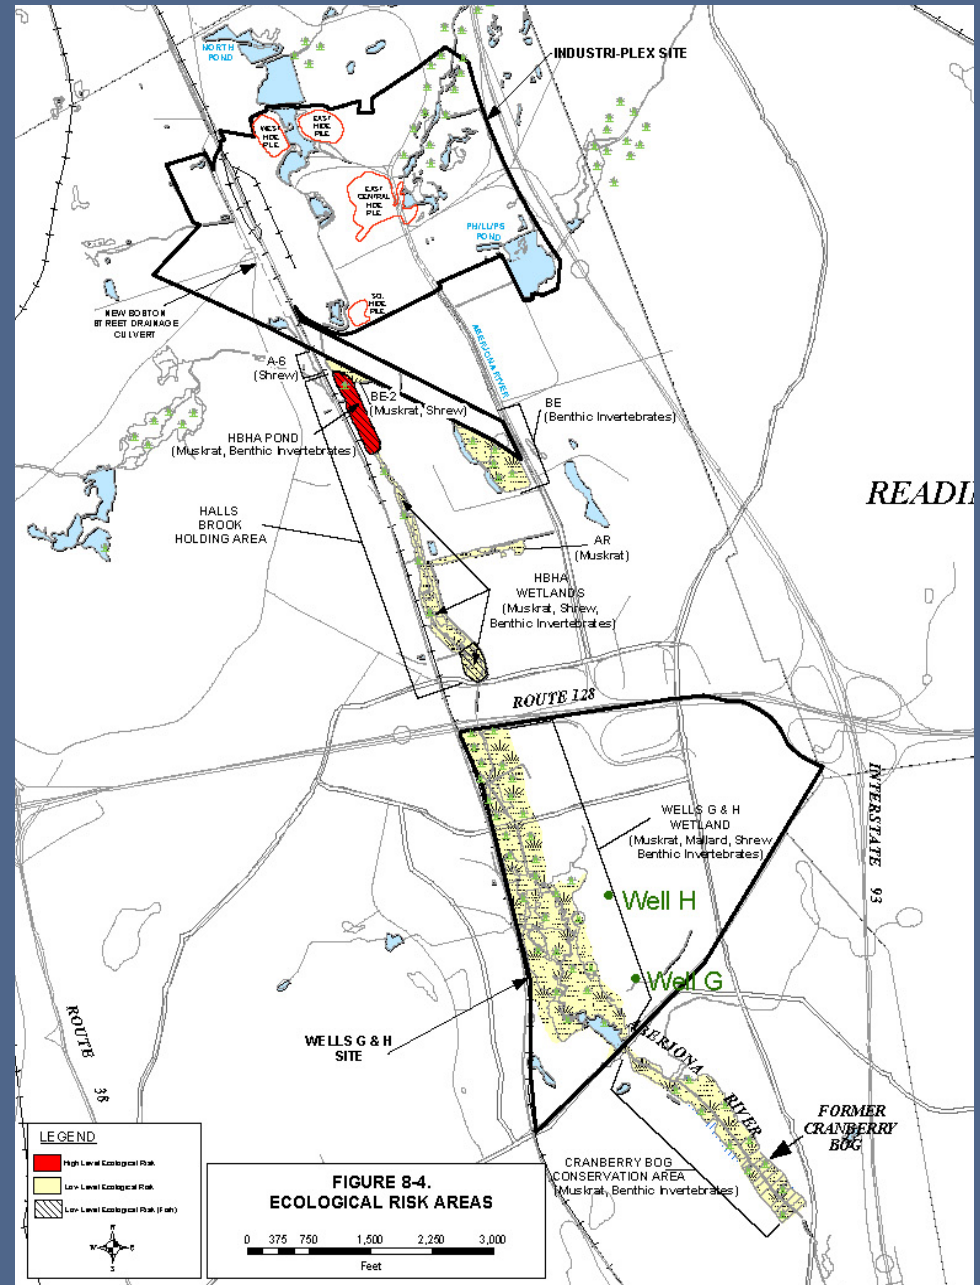 NORTH
POND
INDUSTRI-PLEX SITE
WEST
HIDE
PILE
EAST
HIDE
PILE
EAST
CENTRAL
HIDE
PILE
PHILLIPS
POND
SO.
HIDE
PILE
NEW BOSTON
STREET DRAINAGE
CULVERT
ABERJONA RIVER
A-6
(Shrew)
BE-2
(Muskrat, Shrew)
BE
(Benthic Invertebrates)
HBHA POND
(Muskrat, Benthic Invertebrates)
READI
HALLS
BROOK
HOLDING AREA
AR
(Muskrat)
HBHA
WETLANDS
(Muskrat, Shrew,
Benthic Invertebrates)
ROUTE 128
INTERSTATE 93
WELLS G & H
WETLAND
(Muskrat, Mallard, Shrew
Benthic Invertebrates)
Well H
Well G
WELLS G & H
SITE
ROUTE 38
ABERJONA
RIVER
FORMER
CRANBERRY
BOG
CRANBERRY BOG
CONSERVATION AREA
(Muskrat, Benthic Invertebrates)
LEGEND
High Level Ecological Risk
Low Level Ecological Risk
Low Level Ecological Risk (Fish)
N
W E
S
FIGURE 8-4.
ECOLOGICAL RISK AREAS
0 375 750 1,500 2,250 3,000
Feet